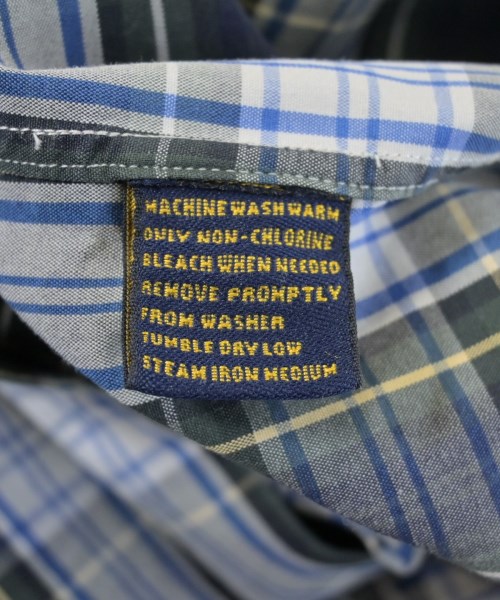 MACHINE WASH WARM
ONLY NON-CHLORINE
BLEACH WHEN NEEDED
REMOVE PROMPTLY
FROM WASHER
TUMBLE DRY LOW
STEAM IRON MEDIUM